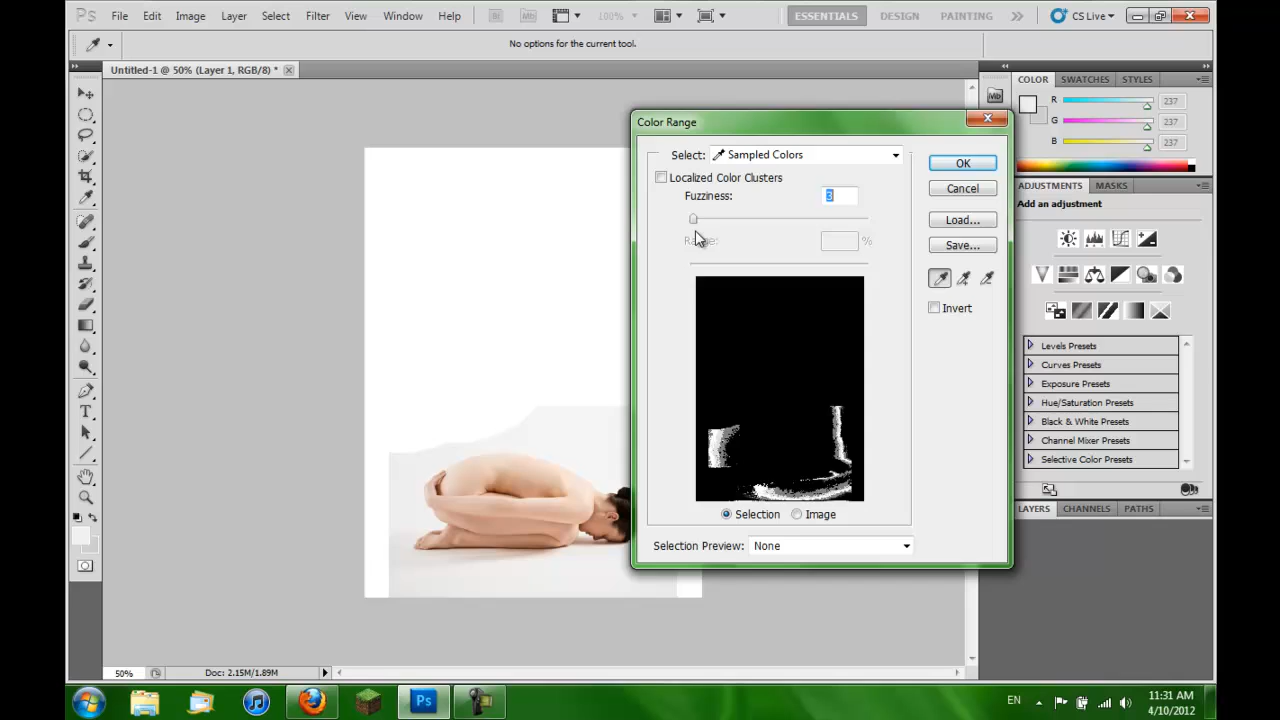 Ps File Edit Image Layer Select Filter View Window Help Br Mb 100% ESSENTIALS DESIGN PAINTING CS Live
No options for the current tool.
Untitled-1 @ 50% (Layer 1, RGB/8) *
COLOR SWATCHES STYLES
Mb
R 237
G 237
B 237
ADJUSTMENTS MASKS
Add an adjustment
Levels Presets
Curves Presets
Exposure Presets
Hue/Saturation Presets
Black & White Presets
Channel Mixer Presets
Selective Color Presets
LAYERS CHANNELS PATHS
Color Range
Select: Sampled Colors
OK
Localized Color Clusters
Cancel
Fuzziness: 3
Load...
%
Save...
Invert
Selection Image
Selection Preview: None
T
50% Doc: 2.15M/1.89M
Ps
EN
11:31 AM
4/10/2012